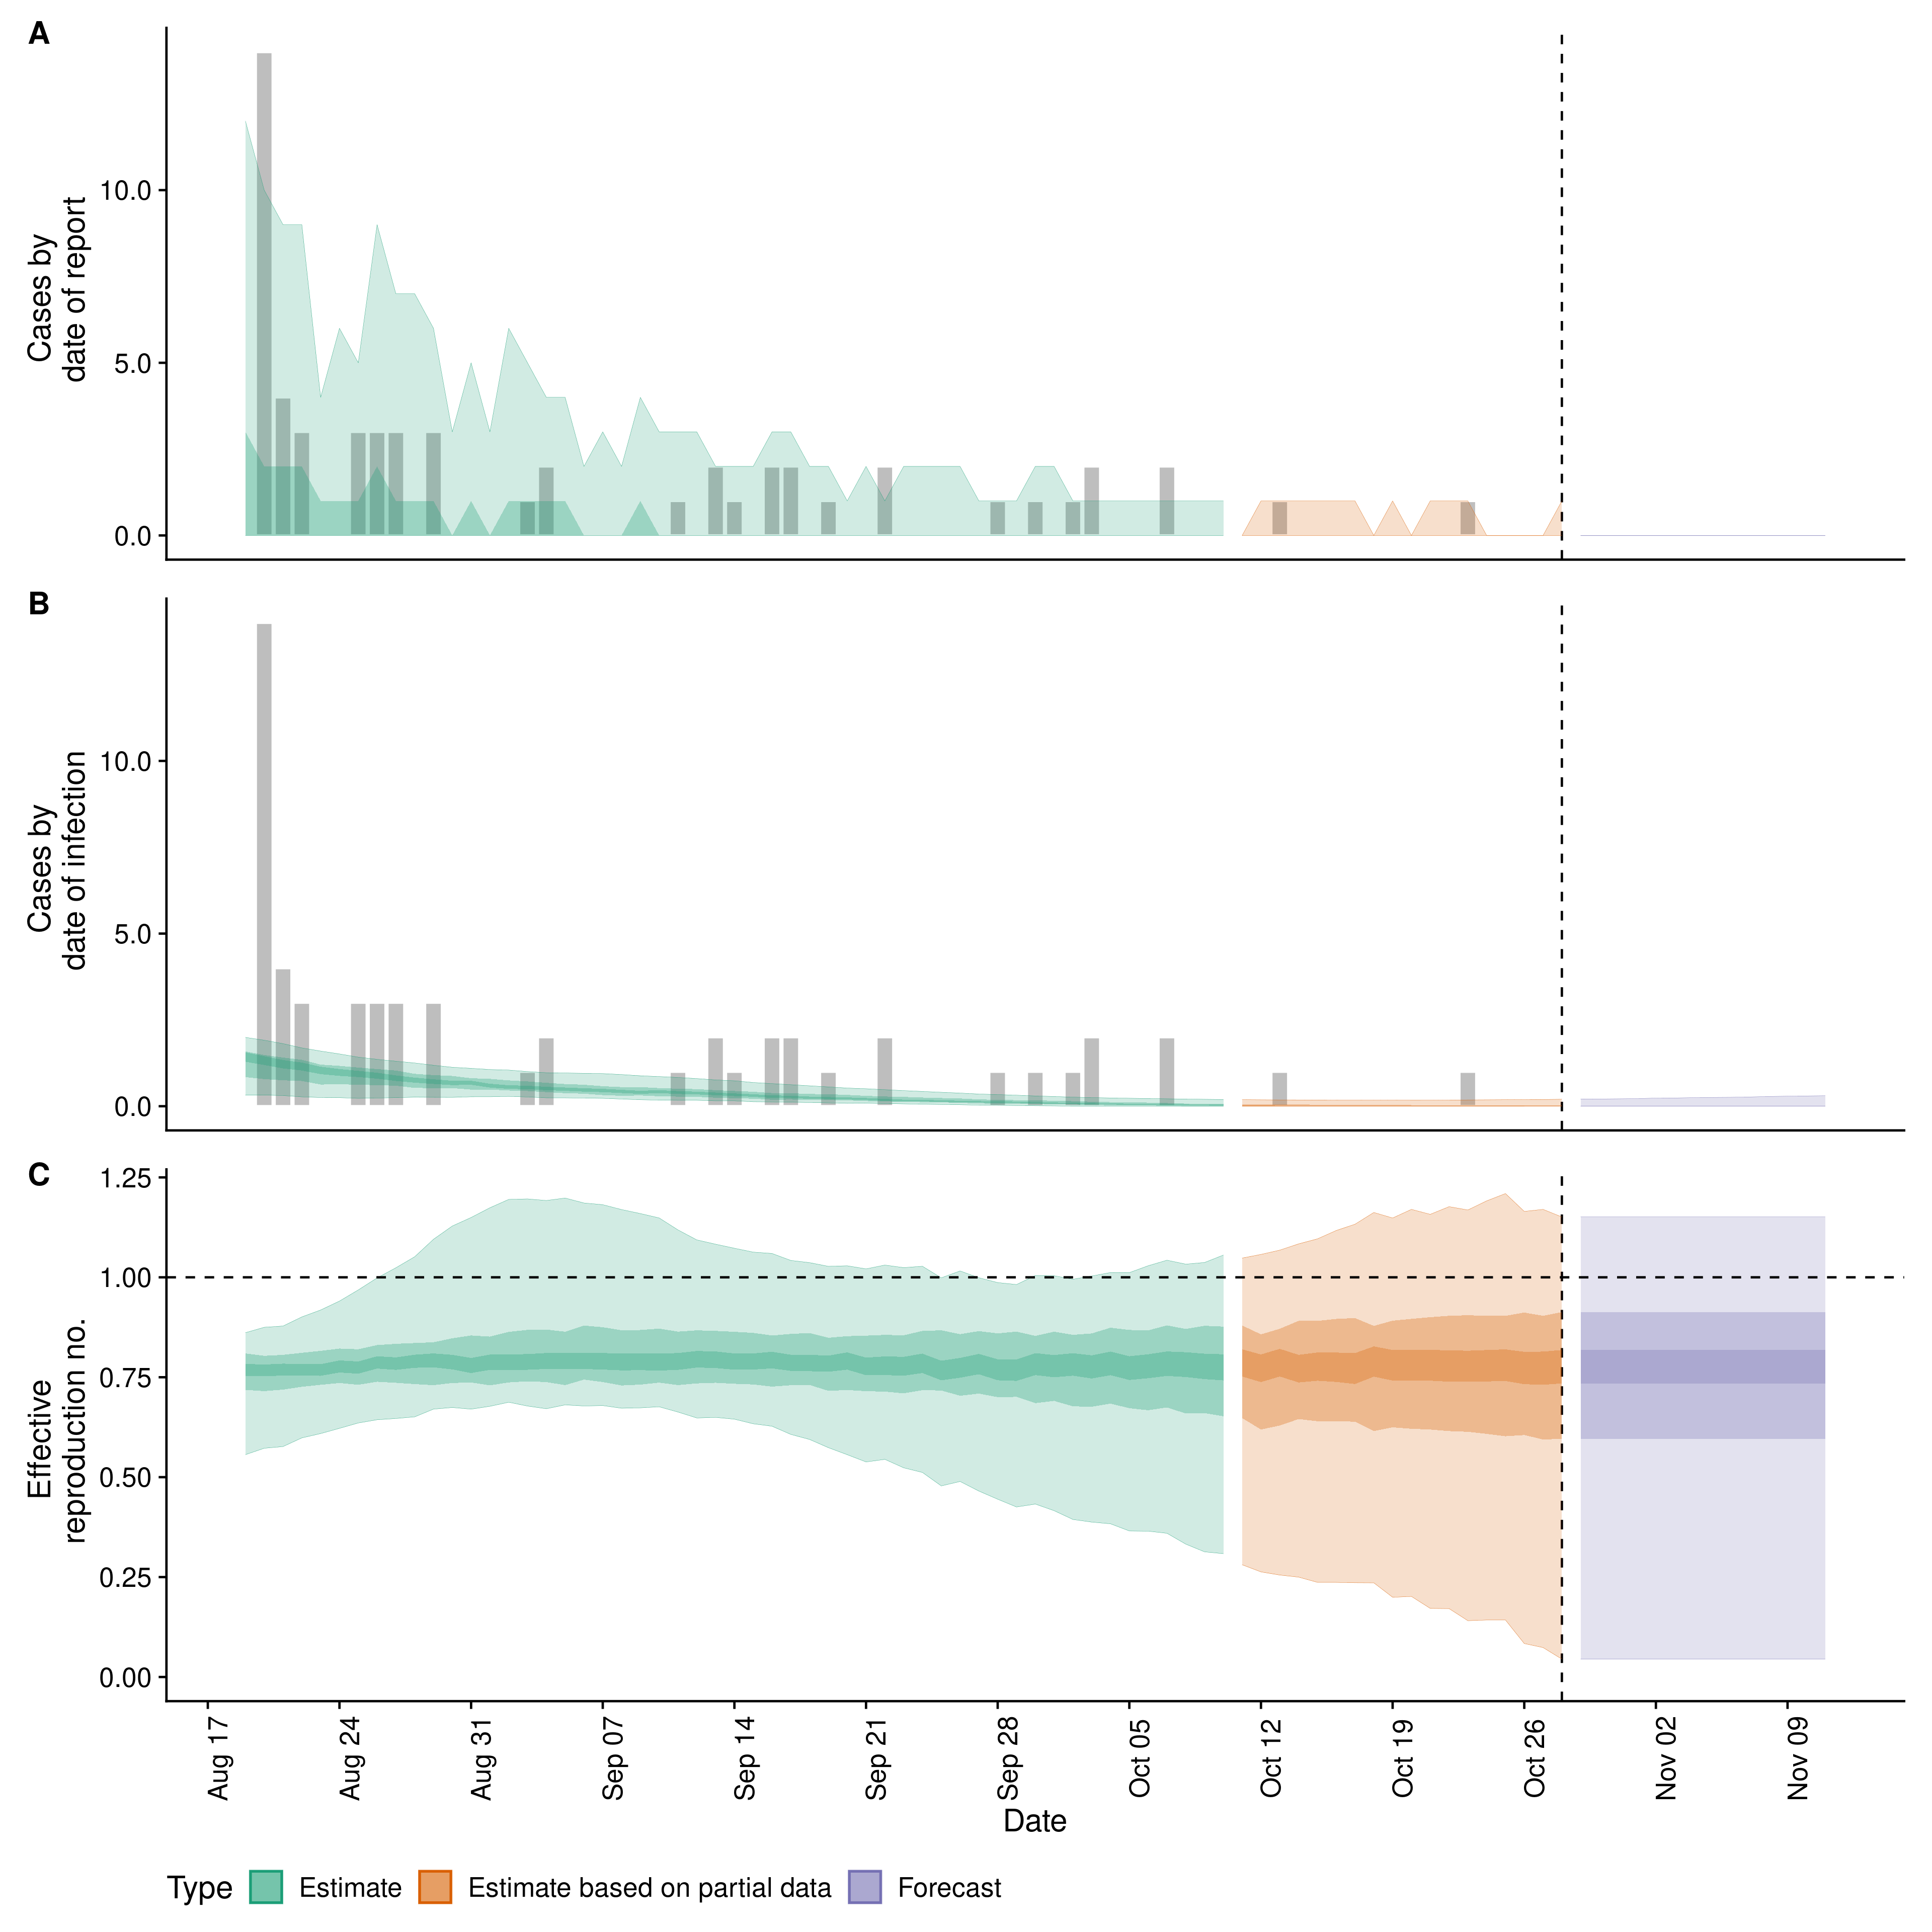 A
Cases by
date of report
10.0
5.0
0.0
B
Cases by
date of infection
10.0
5.0
0.0
C
Effective
reproduction no.
1.25
1.00
0.75
0.50
0.25
0.00
Aug 17
Aug 24
Aug 31
Sep 07
Sep 14
Sep 21
Sep 28
Oct 05
Oct 12
Oct 19
Oct 26
Nov 02
Nov 09
Date
Type Estimate Estimate based on partial data Forecast